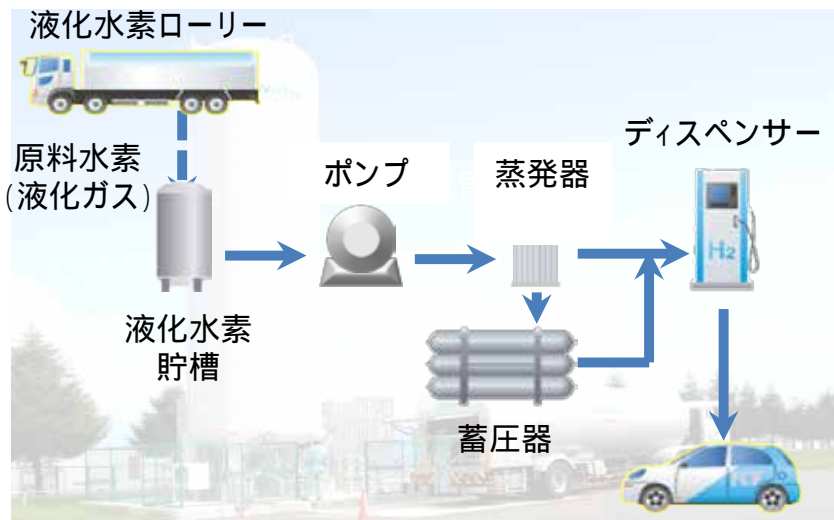 液化水素ローリー
原料水素
(液化ガス)
ポンプ
蒸発器
ディスペンサー
H2
液化水素
貯槽
蓄圧器